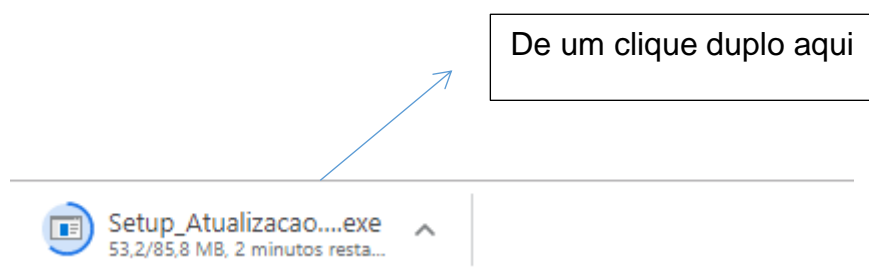 De um clique duplo aqui
Setup_Atualizacao....exe
53,2/85,8 MB, 2 minutos resta...